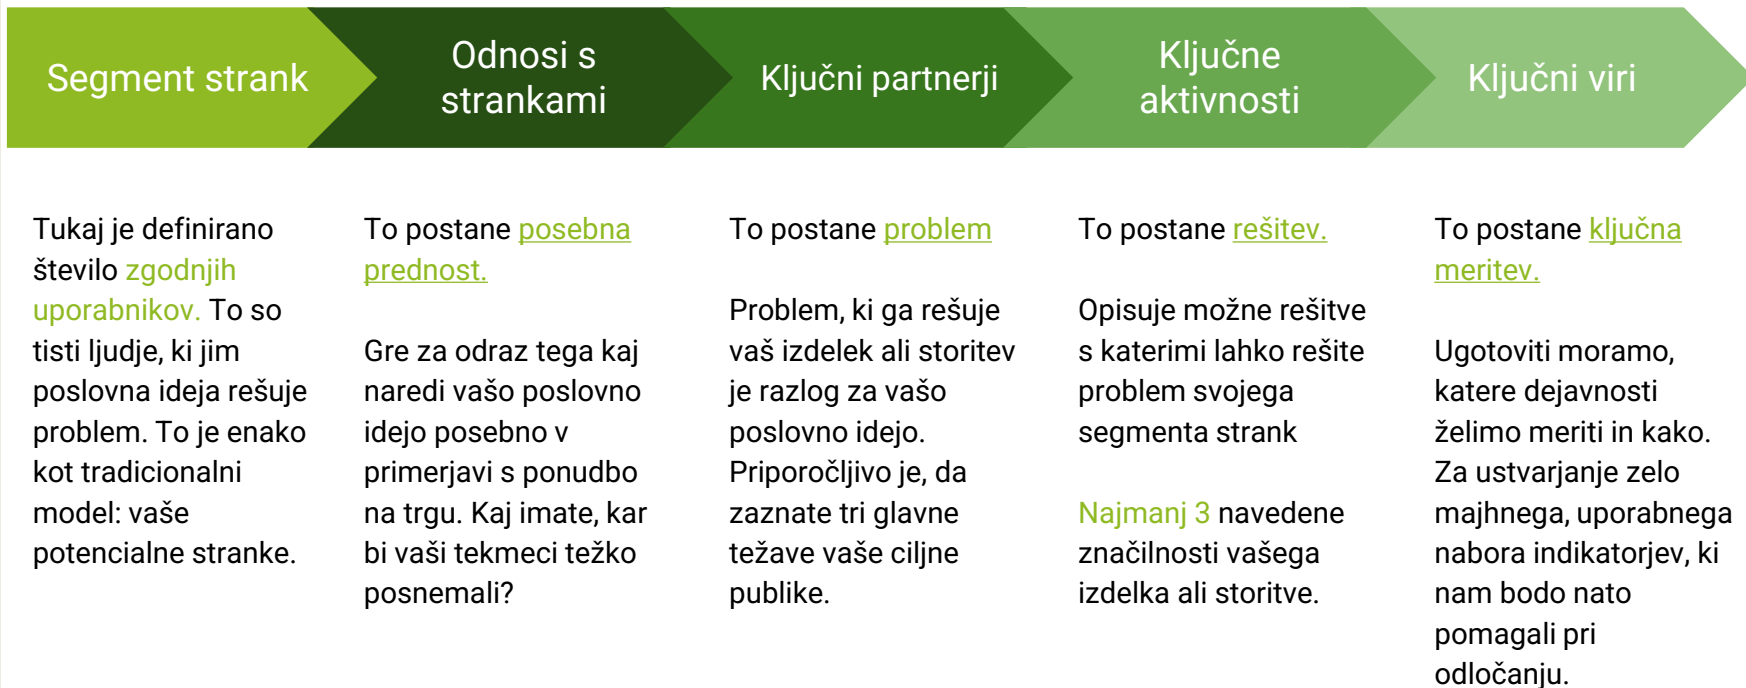 Segment strank
Odnosi s
strankami
Ključni partnerji
Ključne
aktivnosti
Ključni viri
Tukaj je definirano
število zgodnjih
uporabnikov. To so
tisti ljudje, ki jim
poslovna ideja rešuje
problem. To je enako
kot tradicionalni
model: vaše
potencialne stranke.
To postane posebna
prednost.
Gre za odraz tega kaj
naredi vašo poslovno
idejo posebno v
primerjavi s ponudbo
na trgu. Kaj imate, kar
bi vaši tekmeci težko
posnemali?
To postane problem
Problem, ki ga rešuje
vaš izdelek ali storitev
je razlog za vašo
poslovno idejo.
Priporočljivo je, da
zaznate tri glavne
težave vaše ciljne
publike.
To postane rešitev.
Opisuje možne rešitve
s katerimi lahko rešite
problem svojega
segmenta strank
Najmanj 3 navedene
značilnosti vašega
izdelka ali storitve.
To postane ključna
meritev.
Ugotoviti moramo,
katere dejavnosti
želimo meriti in kako.
Za ustvarjanje zelo
majhnega, uporabnega
nabora indikatorjev, ki
nam bodo nato
pomagali pri
odločanju.